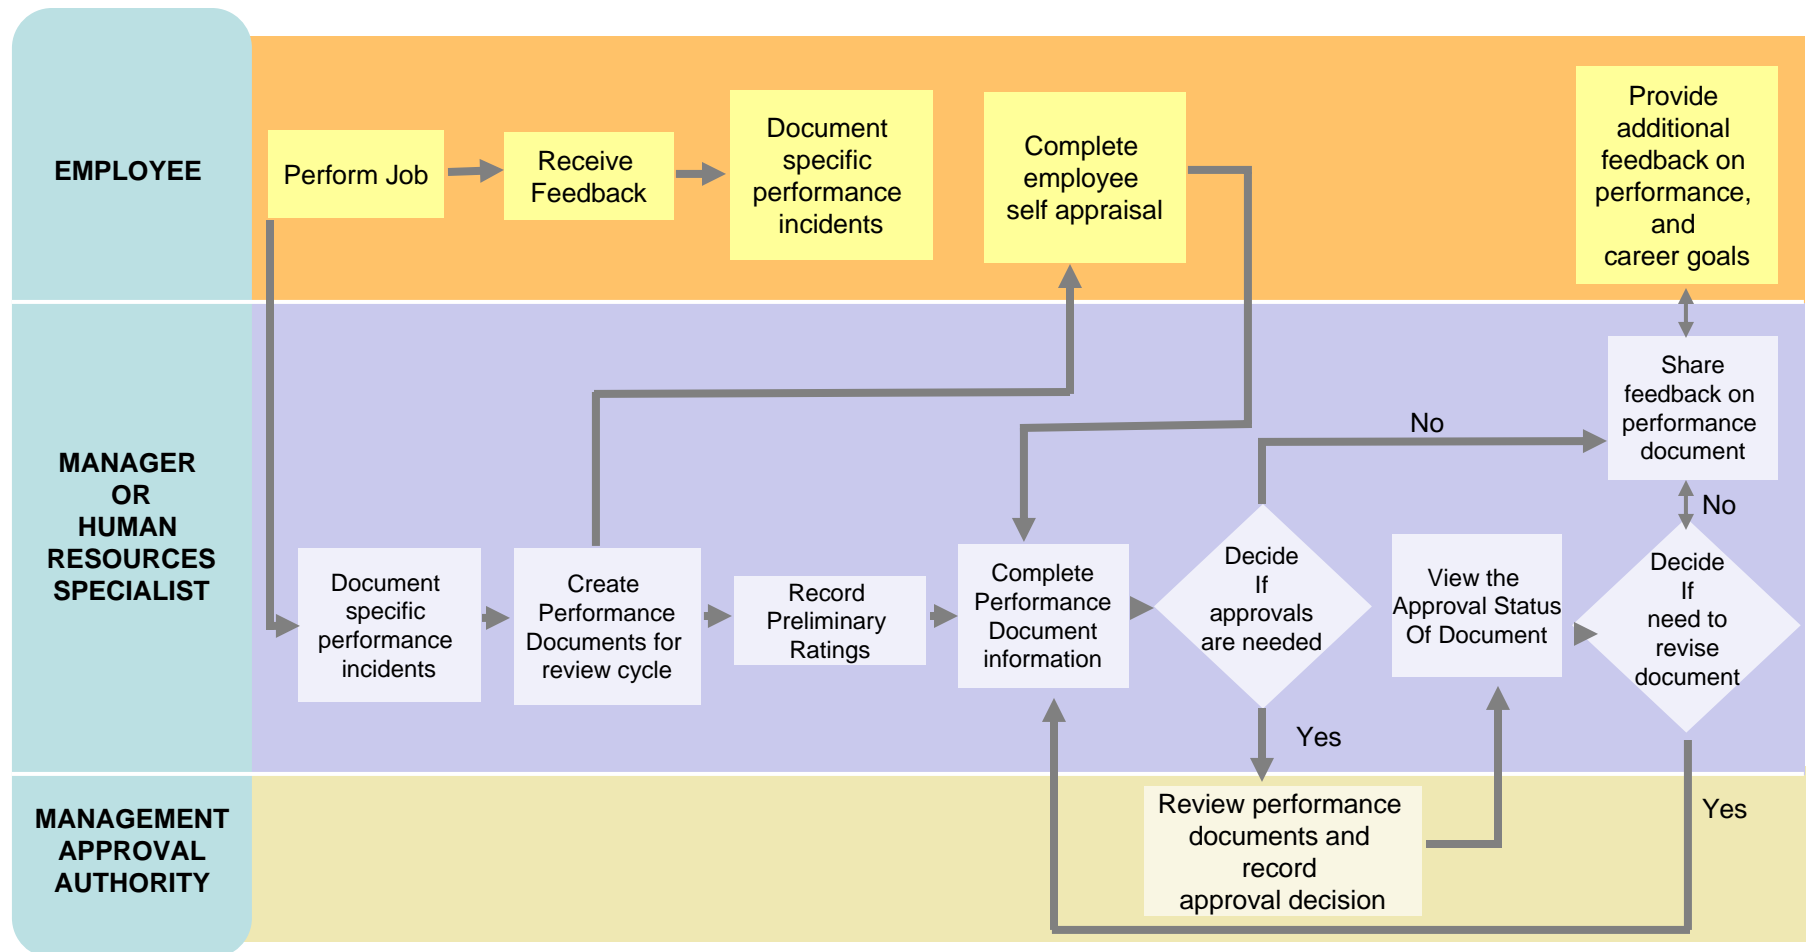 EMPLOYEE
Perform Job
Receive
Feedback
Document
specific
performance
incidents
Complete
employee
self appraisal
Provide
additional
feedback on
performance,
and
career goals
MANAGER
OR
HUMAN
RESOURCES
SPECIALIST
Document
specific
performance
incidents
Create
Performance
Documents for
review cycle
Record
Preliminary
Ratings
Complete
Performance
Document
information
Decide
If
approvals
are needed
No
Yes
View the
Approval Status
Of Document
Share
feedback on
performance
document
No
Decide
If
need to
revise
document
Yes
MANAGEMENT
APPROVAL
AUTHORITY
Review performance
documents and
record
approval decision